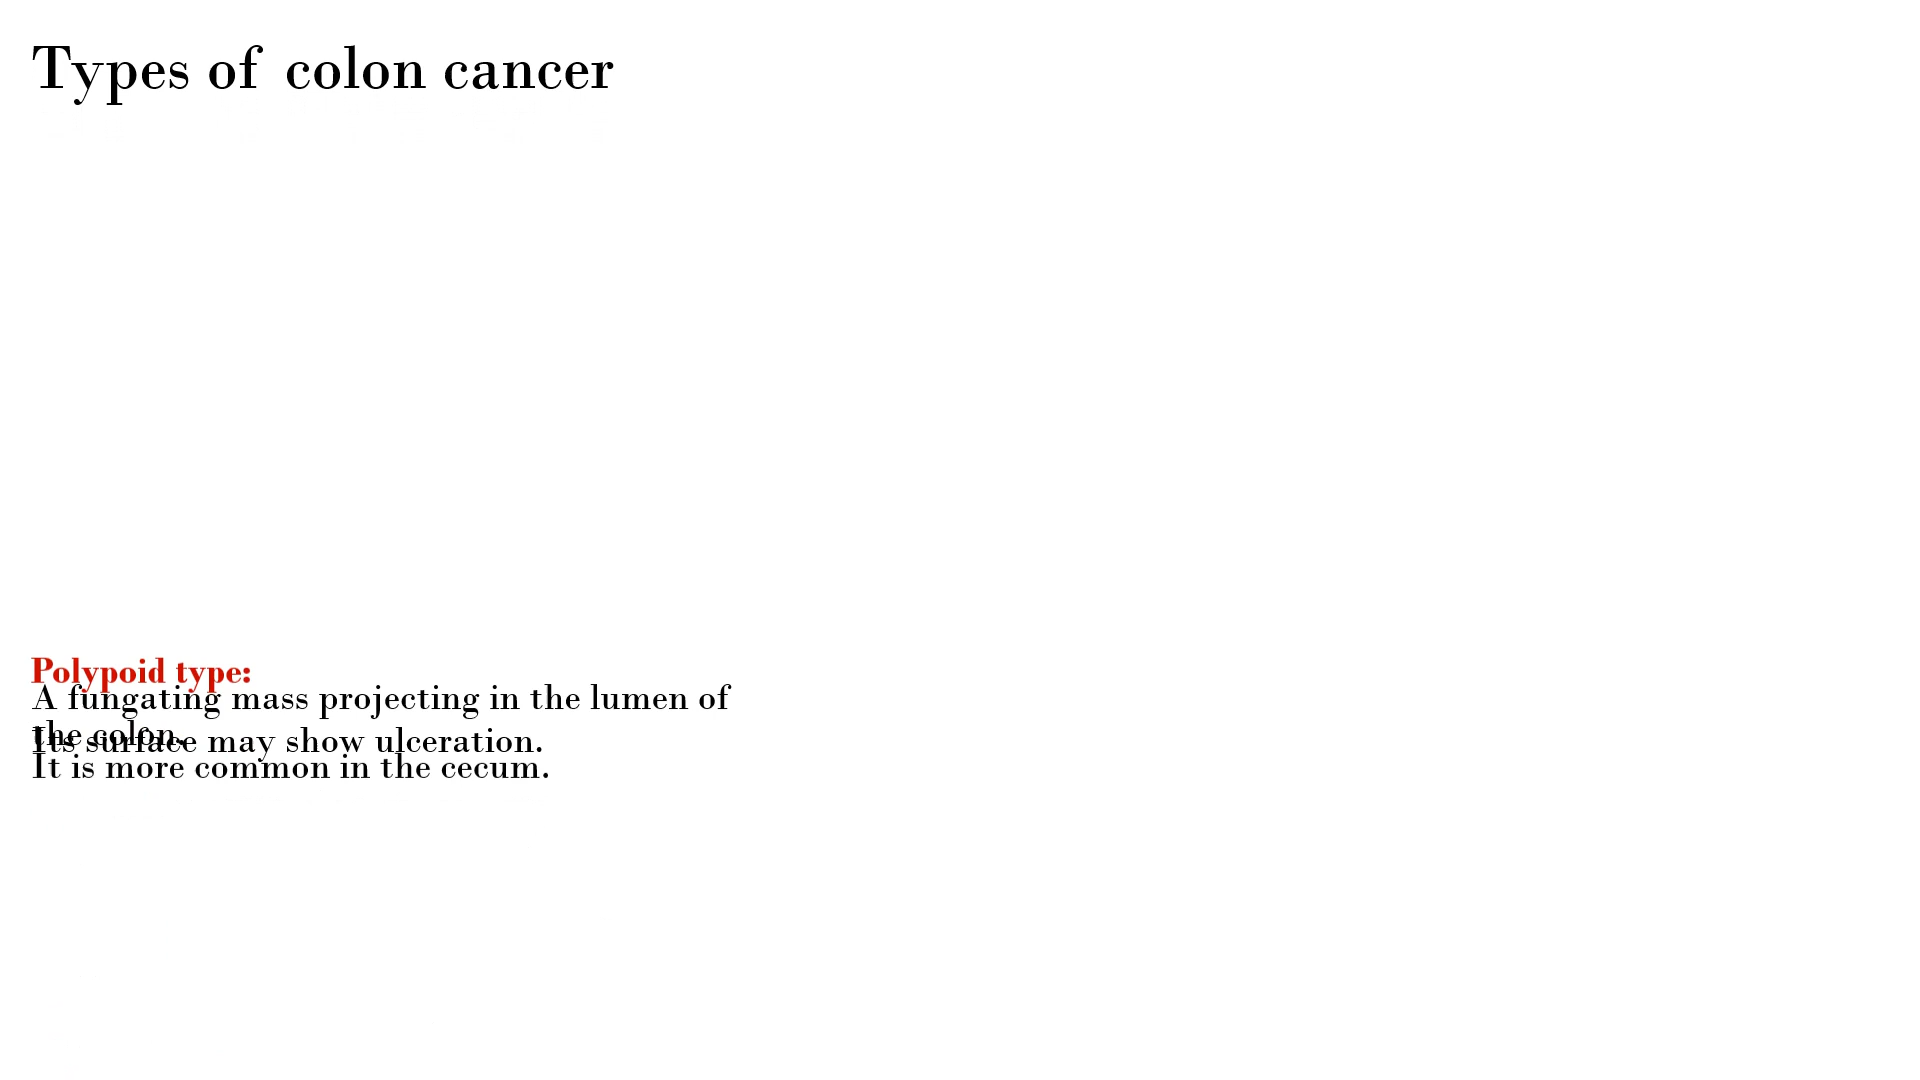 Types of colon cancer
Polypoid type:
A fungating mass projecting in the lumen of
the colon.
Its surface may show ulceration.
It is more common in the cecum.